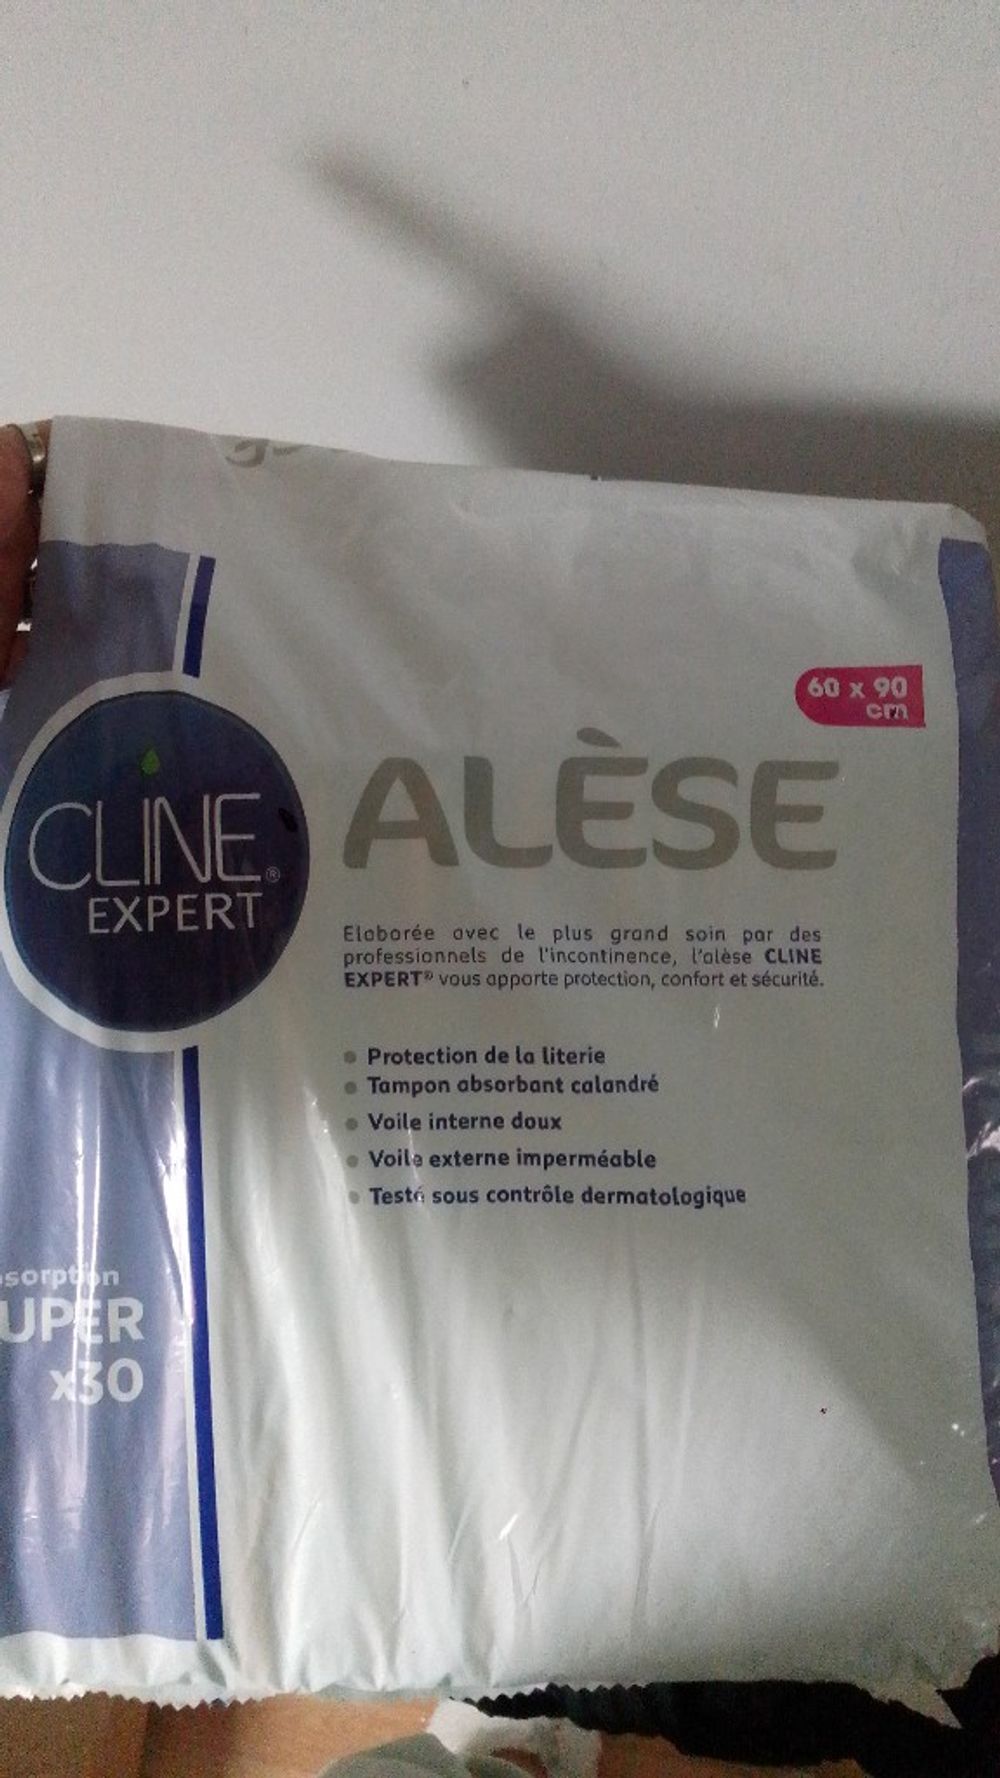 60 x 90
cm
ALÈSE
CLINE®
EXPERT
Elaborée avec le plus grand soin par des
professionnels de l'incontinence, l'alèse CLINE
EXPERT® vous apporte protection, confort et sécurité.
Protection de la literie
Tampon absorbant calandré
Voile interne doux
Voile externe imperméable
Testé sous contrôle dermatologique
sorption
UPER
x30